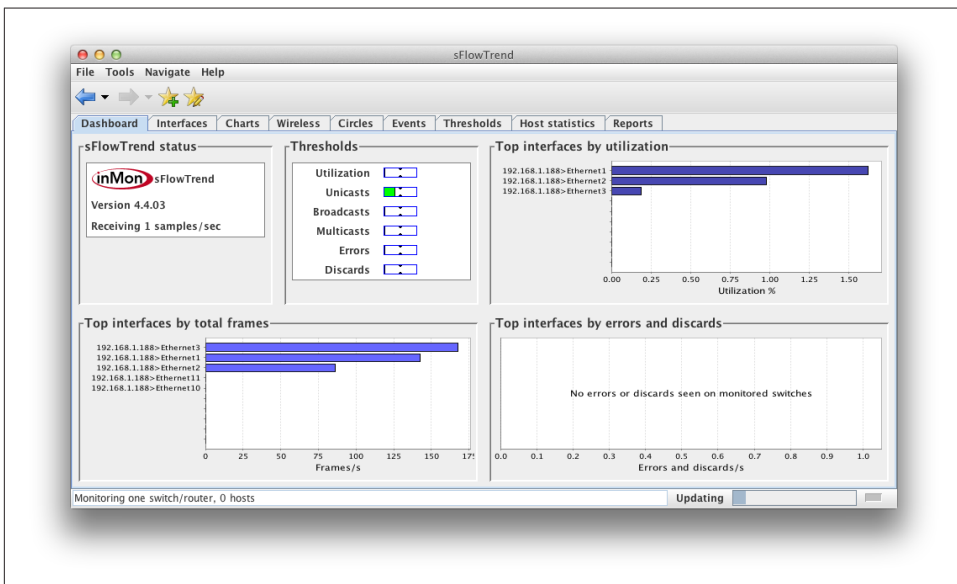 sFlowTrend
File Tools Navigate Help
Dashboard Interfaces Charts Wireless Circles Events Thresholds Host statistics Reports
sFlowTrend status
inMon sFlowTrend
Version 4.4.03
Receiving 1 samples/sec
Thresholds
Utilization
Unicasts
Broadcasts
Multicasts
Errors
Discards
Top interfaces by utilization
192.168.1.188>Ethernet1
192.168.1.188>Ethernet2
192.168.1.188>Ethernet3
0.00 0.25 0.50 0.75 1.00 1.25 1.50
Utilization %
Top interfaces by total frames
192.168.1.188>Ethernet3
192.168.1.188>Ethernet1
192.168.1.188>Ethernet2
192.168.1.188>Ethernet11
192.168.1.188>Ethernet10
0 25 50 75 100 125 150 175
Frames/s
Top interfaces by errors and discards
No errors or discards seen on monitored switches
0.0 0.1 0.2 0.3 0.4 0.5 0.6 0.7 0.8 0.9 1.0
Errors and discards/s
Monitoring one switch/router, 0 hosts
Updating